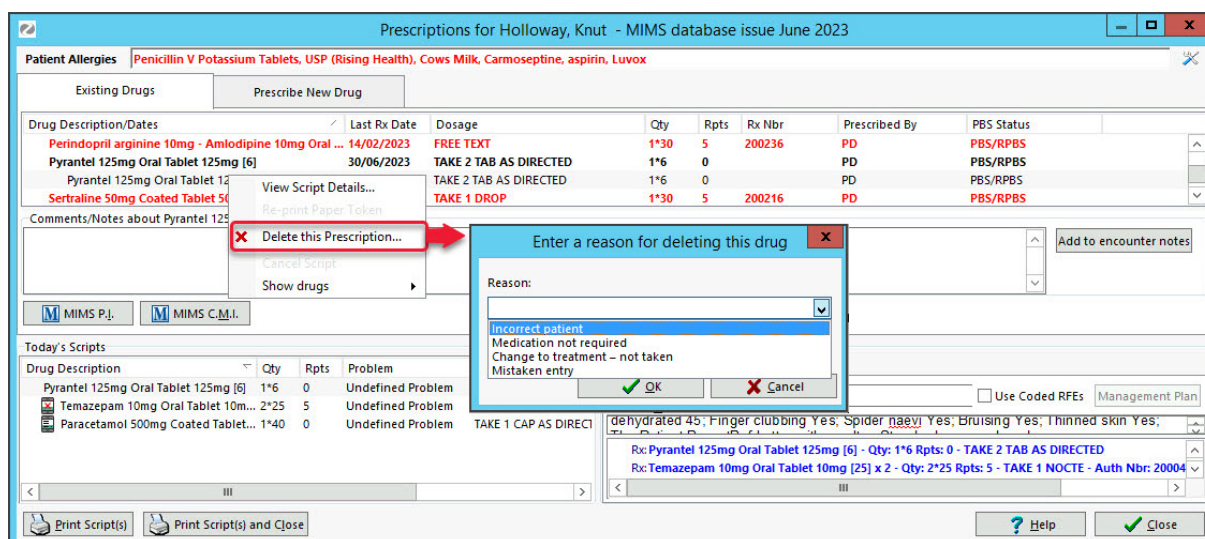 Prescriptions for Holloway, Knut - MIMS database issue June 2023
Patient Allergies Penicillin V Potassium Tablets, USP (Rising Health), Cows Milk, Carmoseptine, aspirin, Luvox
Existing Drugs Prescribe New Drug
Drug Description/Dates Last Rx Date Dosage Qty Rpts Rx Nbr Prescribed By PBS Status
Perindopril arginine 10mg - Amlodipine 10mg Oral ... 14/02/2023 FREE TEXT 1*30 5 200236 PD PBS/RPBS
Pyrantel 125mg Oral Tablet 125mg [6] 30/06/2023 TAKE 2 TAB AS DIRECTED 1*6 0 PD PBS/RPBS
Pyrantel 125mg Oral Tablet 12 TAKE 2 TAB AS DIRECTED 1*6 0 PD PBS/RPBS
Sertraline 50mg Coated Tablet 50 TAKE 1 DROP 1*30 5 200216 PD PBS/RPBS
View Script Details...
Re-print Paper Token
Delete this Prescription...
Cancel Script
Show drugs
Comments/Notes about Pyrantel 125
Add to encounter notes
Enter a reason for deleting this drug
Reason:
Incorrect patient
Medication not required
Change to treatment – not taken
Mistaken entry
OK Cancel
MIMS P.I. MIMS C.M.I.
Today's Scripts
Drug Description Qty Rpts Problem
Pyrantel 125mg Oral Tablet 125mg [6] 1*6 0 Undefined Problem
Temazepam 10mg Oral Tablet 10m... 2*25 5 Undefined Problem
Paracetamol 500mg Coated Tablet... 1*40 0 Undefined Problem TAKE 1 CAP AS DIRECT
Use Coded RFEs Management Plan
dehydrated 45; Finger clubbing Yes; Spider naevi Yes; Bruising Yes; Thinned skin Yes;
Rx: Pyrantel 125mg Oral Tablet 125mg [6] - Qty: 1*6 Rpts: 0 - TAKE 2 TAB AS DIRECTED
Rx: Temazepam 10mg Oral Tablet 10mg [25] x 2 - Qty: 2*25 Rpts: 5 - TAKE 1 NOCTE - Auth Nbr: 20004
Print Script(s) Print Script(s) and Close Help Close